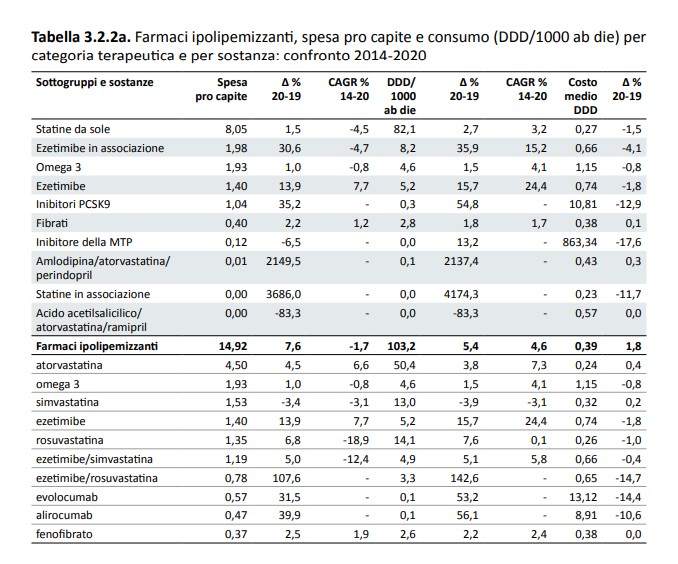 Tabella 3.2.2a. Farmaci ipolipemizzanti, spesa pro capite e consumo (DDD/1000 ab die) per
categoria terapeutica e per sostanza: confronto 2014-2020
Sottogruppi e sostanze Spesa pro capite Δ % 20-19 CAGR % 14-20 DDD/ 1000 ab die Δ % 20-19 CAGR % 14-20 Costo medio DDD Δ % 20-19
Statine da sole 8,05 1,5 -4,5 82,1 2,7 3,2 0,27 -1,5
Ezetimibe in associazione 1,98 30,6 -4,7 8,2 35,9 15,2 0,66 -4,1
Omega 3 1,93 1,0 -0,8 4,6 1,5 4,1 1,15 -0,8
Ezetimibe 1,40 13,9 7,7 5,2 15,7 24,4 0,74 -1,8
Inibitori PCSK9 1,04 35,2 - 0,3 54,8 - 10,81 -12,9
Fibrati 0,40 2,2 1,2 2,8 1,8 1,7 0,38 0,1
Inibitore della MTP 0,12 -6,5 - 0,0 13,2 - 863,34 -17,6
Amlodipina/atorvastatina/
perindopril 0,01 2149,5 - 0,1 2137,4 - 0,43 0,3
Statine in associazione 0,00 3686,0 - 0,0 4174,3 - 0,23 -11,7
Acido acetilsalicilico/
atorvastatina/ramipril 0,00 -83,3 - 0,0 -83,3 - 0,57 0,0
Farmaci ipolipemizzanti 14,92 7,6 -1,7 103,2 5,4 4,6 0,39 1,8
atorvastatina 4,50 4,5 6,6 50,4 3,8 7,3 0,24 0,4
omega 3 1,93 1,0 -0,8 4,6 1,5 4,1 1,15 -0,8
simvastatina 1,53 -3,4 -3,1 13,0 -3,9 -3,1 0,32 0,2
ezetimibe 1,40 13,9 7,7 5,2 15,7 24,4 0,74 -1,8
rosuvastatina 1,35 6,8 -18,9 14,1 7,6 0,1 0,26 -1,0
ezetimibe/simvastatina 1,19 5,0 -12,4 4,9 5,1 5,8 0,66 -0,4
ezetimibe/rosuvastatina 0,78 107,6 - 3,3 142,6 - 0,65 -14,7
evolocumab 0,57 31,5 - 0,1 53,2 - 13,12 -14,4
alirocumab 0,47 39,9 - 0,1 56,1 - 8,91 -10,6
fenofibrato 0,37 2,5 1,9 2,6 2,2 2,4 0,38 0,0